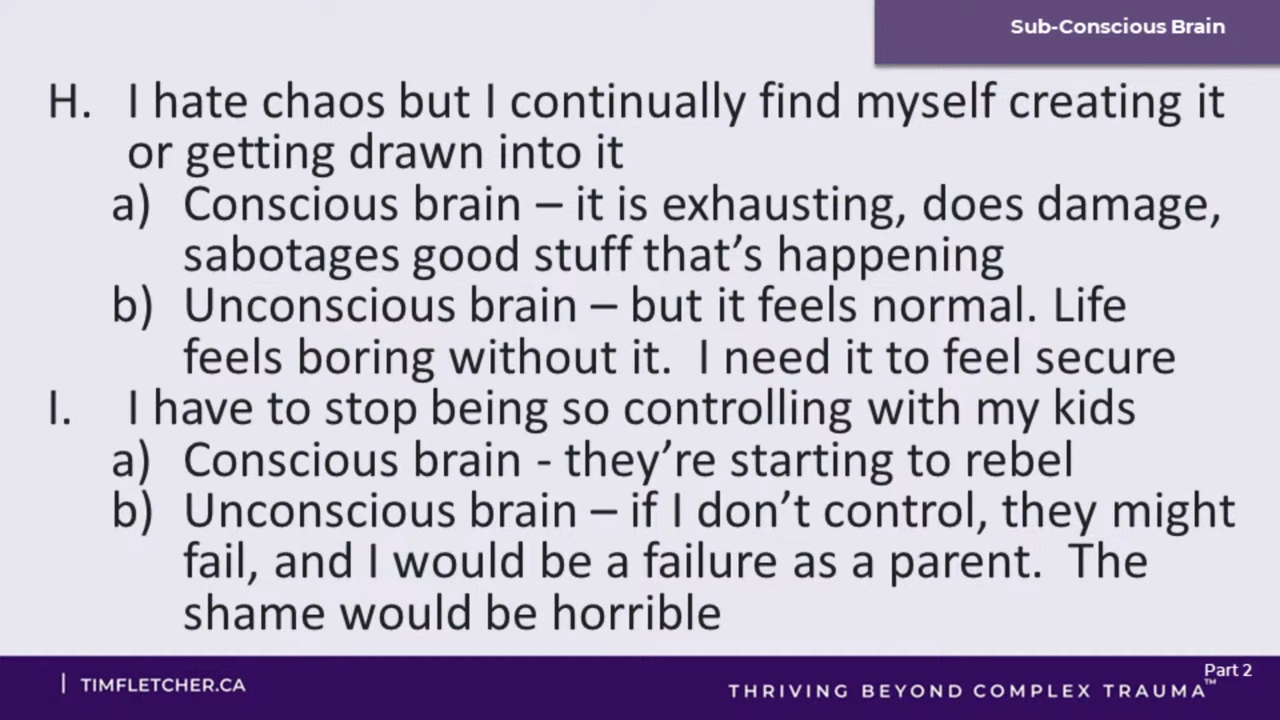 Sub-Conscious Brain
H. I hate chaos but I continually find myself creating it
or getting drawn into it
a) Conscious brain – it is exhausting, does damage,
sabotages good stuff that’s happening
b) Unconscious brain – but it feels normal. Life
feels boring without it.  I need it to feel secure
I. I have to stop being so controlling with my kids
a) Conscious brain - they’re starting to rebel
b) Unconscious brain – if I don’t control, they might
fail, and I would be a failure as a parent.  The
shame would be horrible
| TIMFLETCHER.CA
Part 2
THRIVING BEYOND COMPLEX TRAUMA™